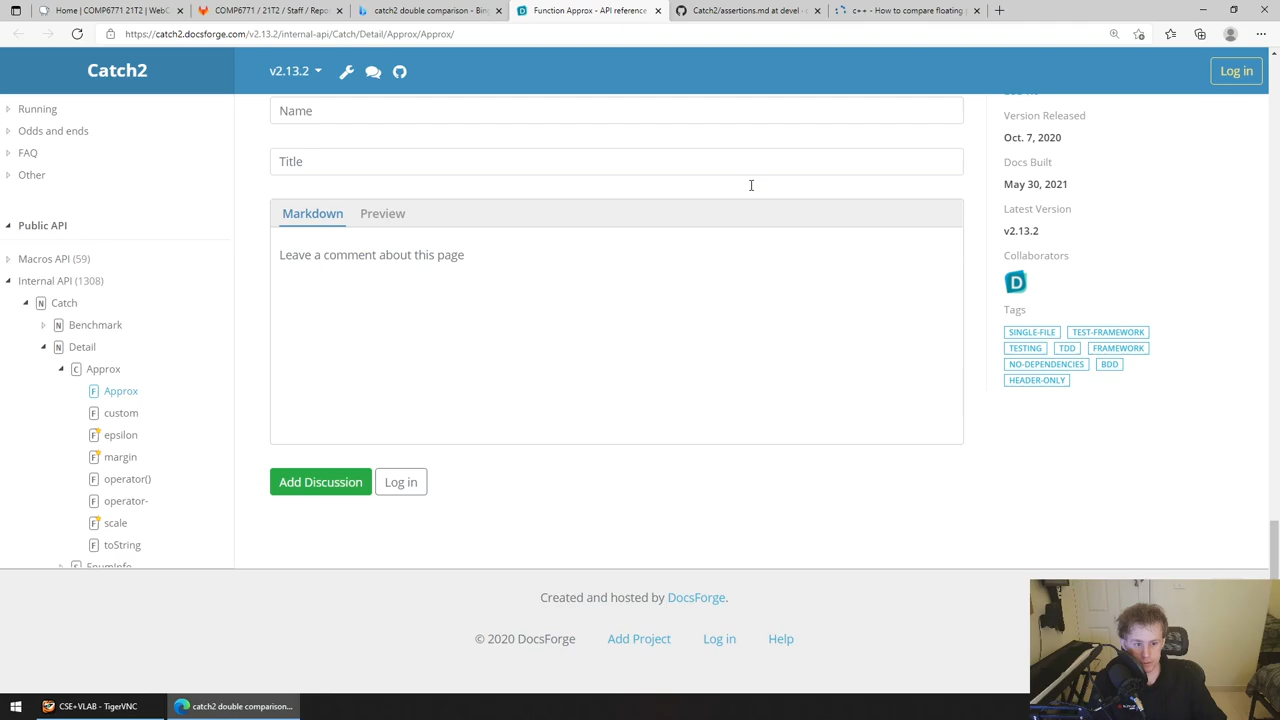 Home | COMP6771 21T2 | WebC
COMP6771 / 21T2 / Staff / Repo
catch2 double comparison - Bing
Function Approx - API reference
Catch2/assertions.md at devel · c
c++ - How to compare floating p
https://catch2.docsforge.com/v2.13.2/internal-api/Catch/Detail/Approx/Approx/
Catch2
v2.13.2
Log in
Running
Odds and ends
FAQ
Other
Public API
Macros API (59)
Internal API (1308)
N Catch
N Benchmark
N Detail
C Approx
F Approx
F custom
F epsilon
F margin
F operator()
F operator-
F scale
F toString
Name
Title
Markdown Preview
Leave a comment about this page
Add Discussion Log in
Version Released
Oct. 7, 2020
Docs Built
May 30, 2021
Latest Version
v2.13.2
Collaborators
D
Tags
SINGLE-FILE TEST-FRAMEWORK
TESTING TDD FRAMEWORK
NO-DEPENDENCIES BDD
HEADER-ONLY
Created and hosted by DocsForge.
© 2020 DocsForge Add Project Log in Help
CSE+VLAB - TigerVNC
catch2 double comparison...